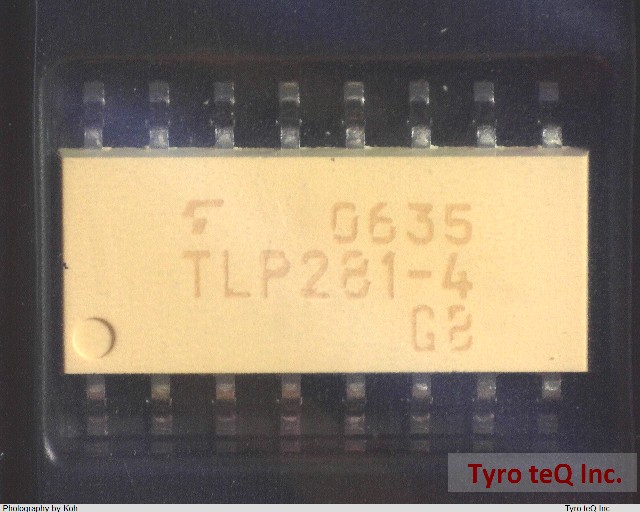 0635
TLP281-4
GB
Tyro teQ Inc.
Photography by Koh
Tyro teQ Inc.